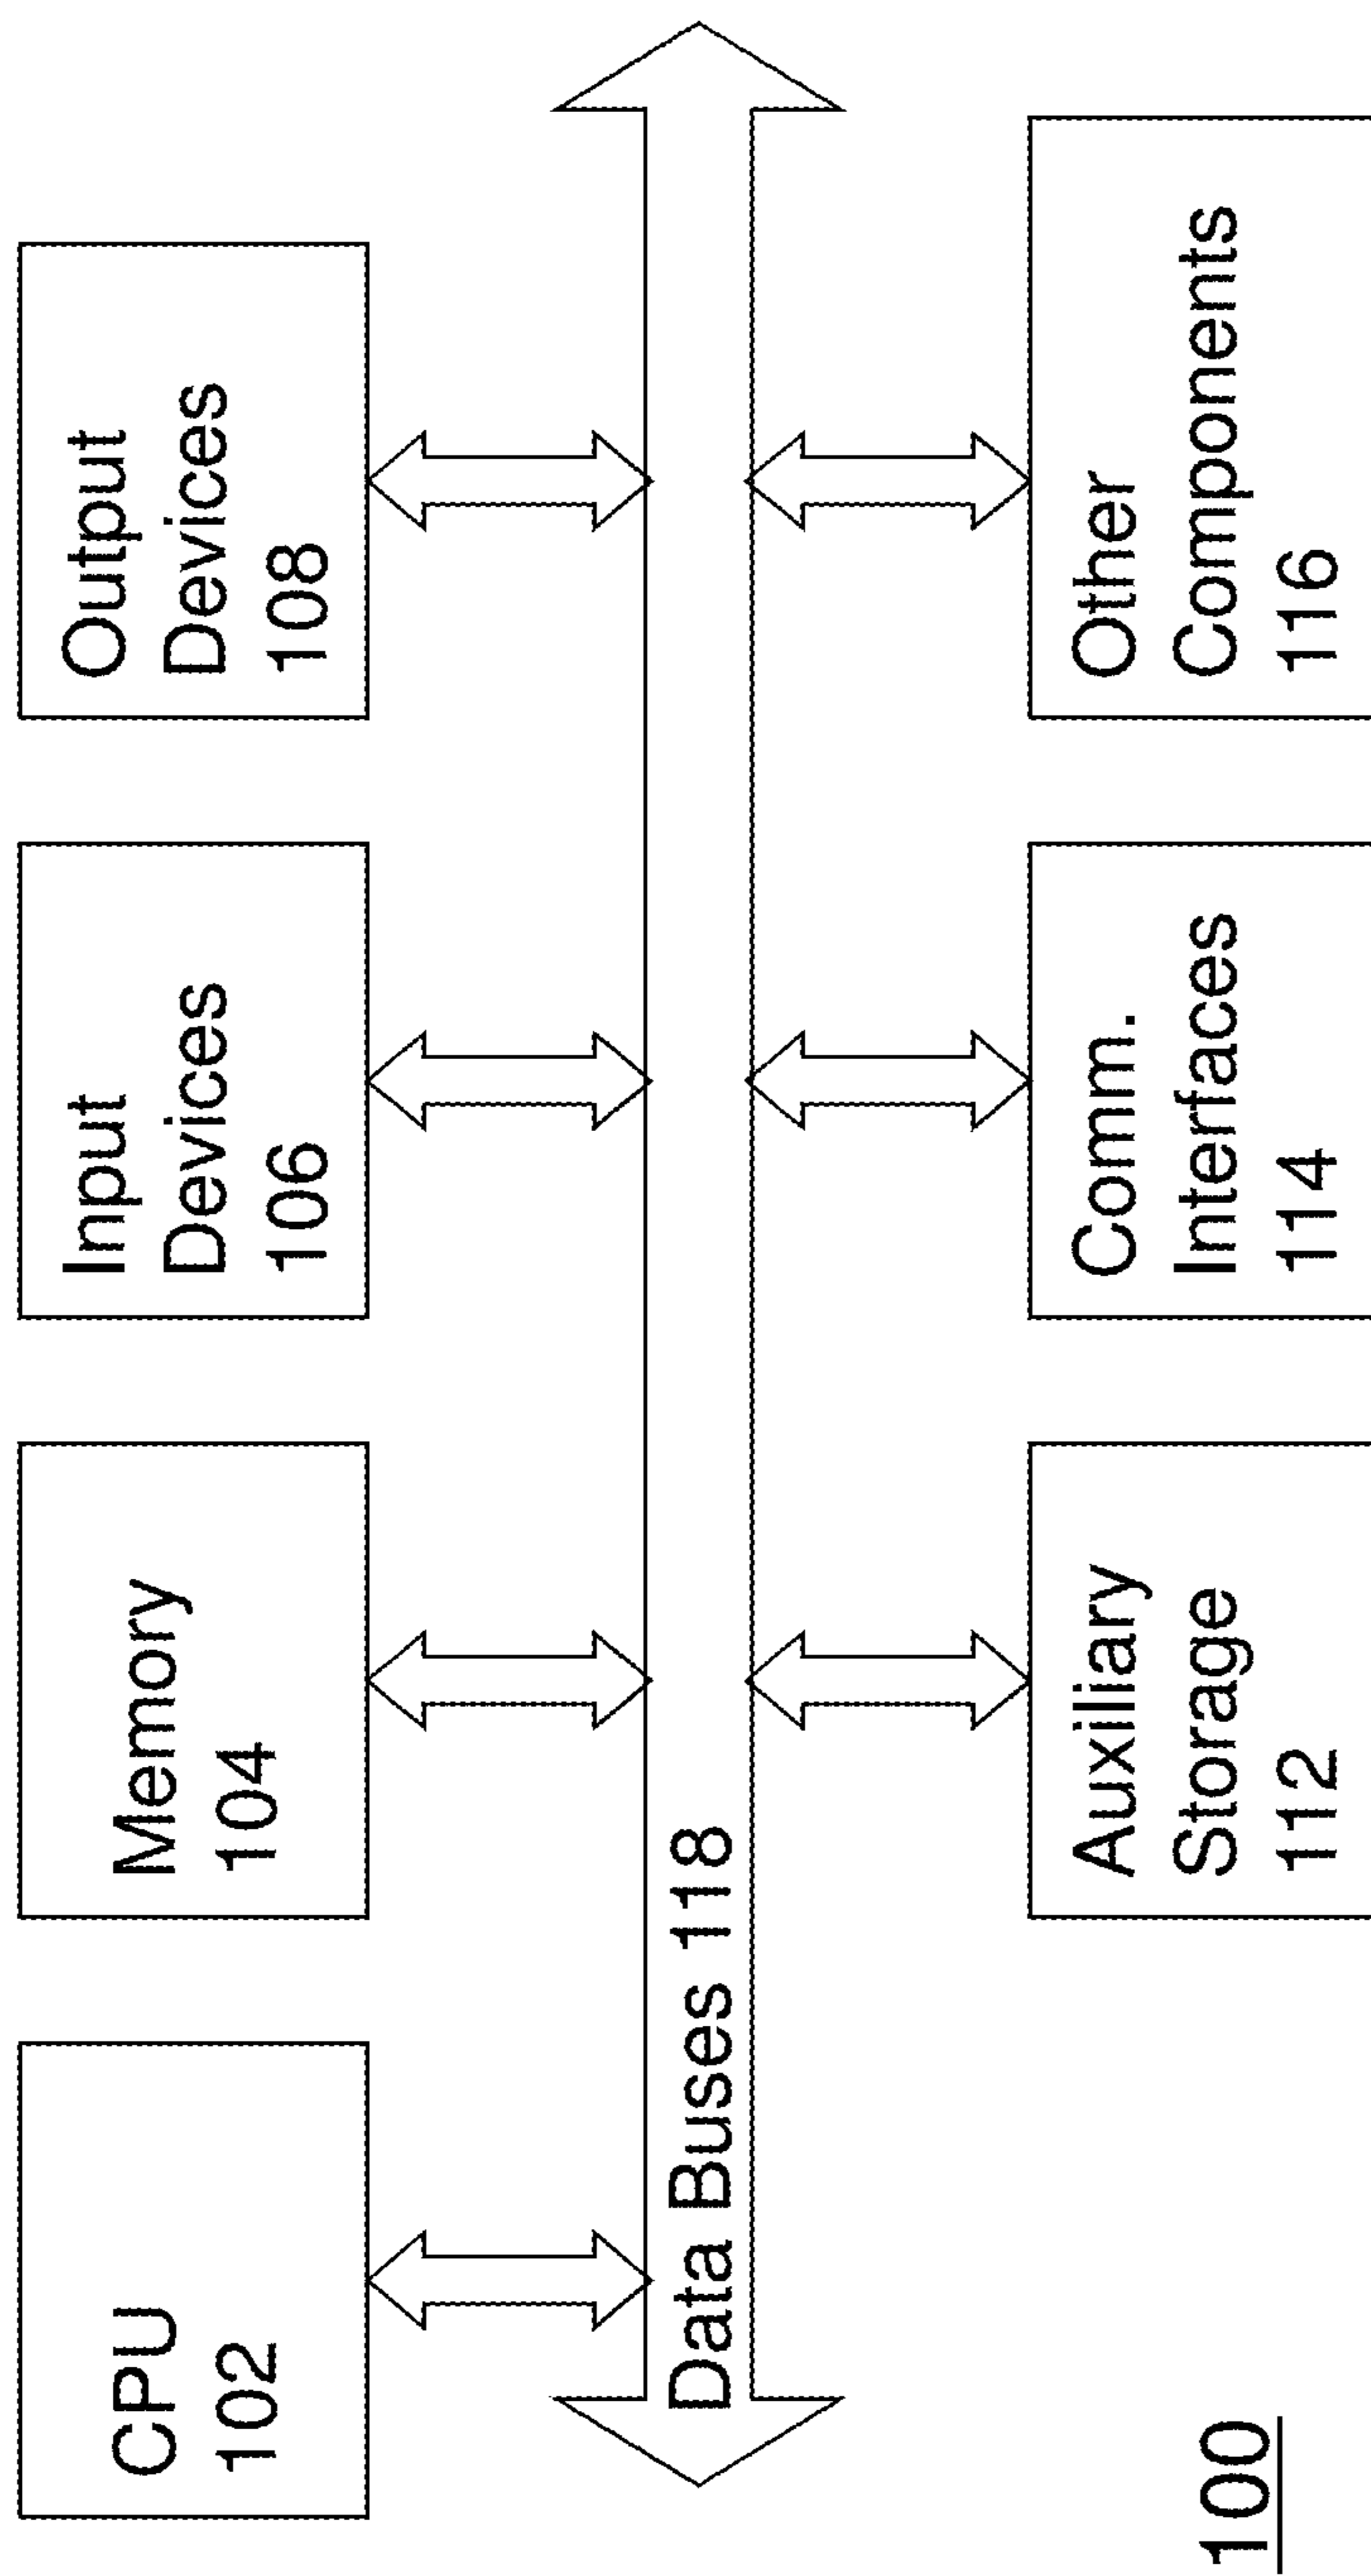 CPU
102
Memory
104
Input
Devices
106
Output
Devices
108
Data Buses 118
Auxiliary
Storage
112
Comm.
Interfaces
114
Other
Components
116
100